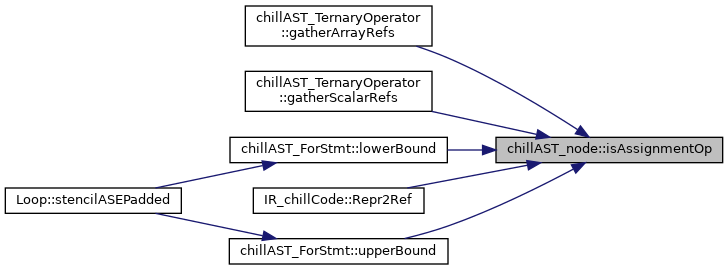 chillAST_TernaryOperator
::gatherArrayRefs
chillAST_TernaryOperator
::gatherScalarRefs
chillAST_ForStmt::lowerBound
chillAST_node::isAssignmentOp
Loop::stencilASEPadded
IR_chillCode::Repr2Ref
chillAST_ForStmt::upperBound